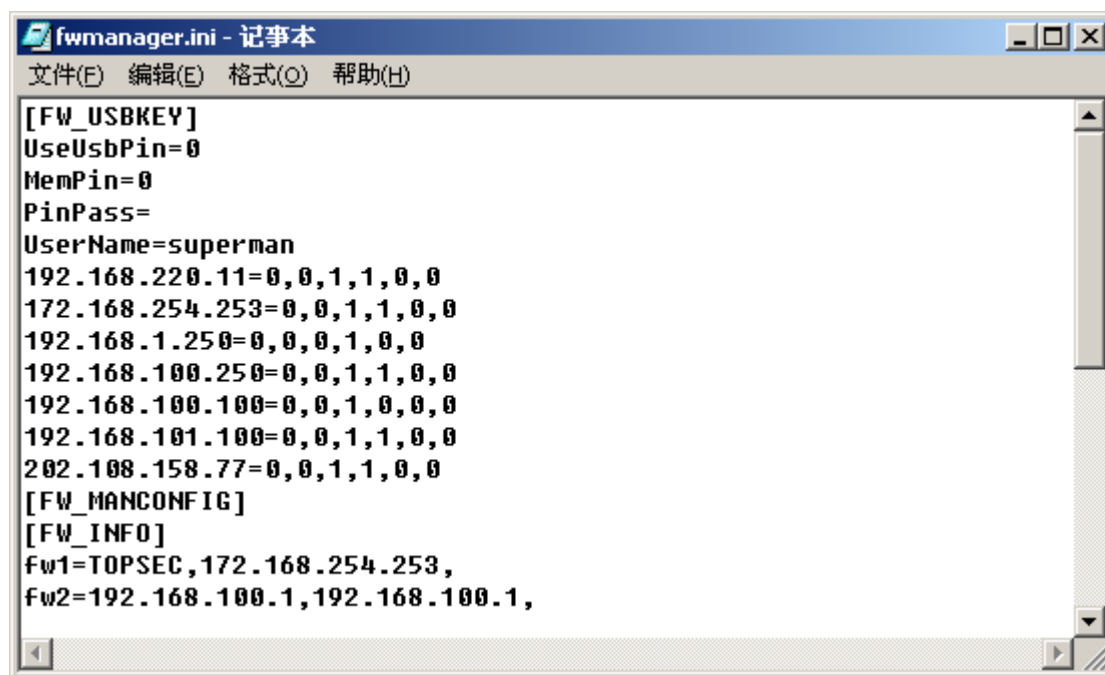 fwmanager.ini - 记事本
文件(F) 编辑(E) 格式(O) 帮助(H)
[FW_USBKEY]
UseUsbPin=0
MemPin=0
PinPass=
UserName=superman
192.168.220.11=0,0,1,1,0,0
172.168.254.253=0,0,1,1,0,0
192.168.1.250=0,0,0,1,0,0
192.168.100.250=0,0,1,1,0,0
192.168.100.100=0,0,1,0,0,0
192.168.101.100=0,0,1,1,0,0
202.108.158.77=0,0,1,1,0,0
[FW_MANCONFIG]
[FW_INFO]
fw1=TOPSEC,172.168.254.253,
fw2=192.168.100.1,192.168.100.1,